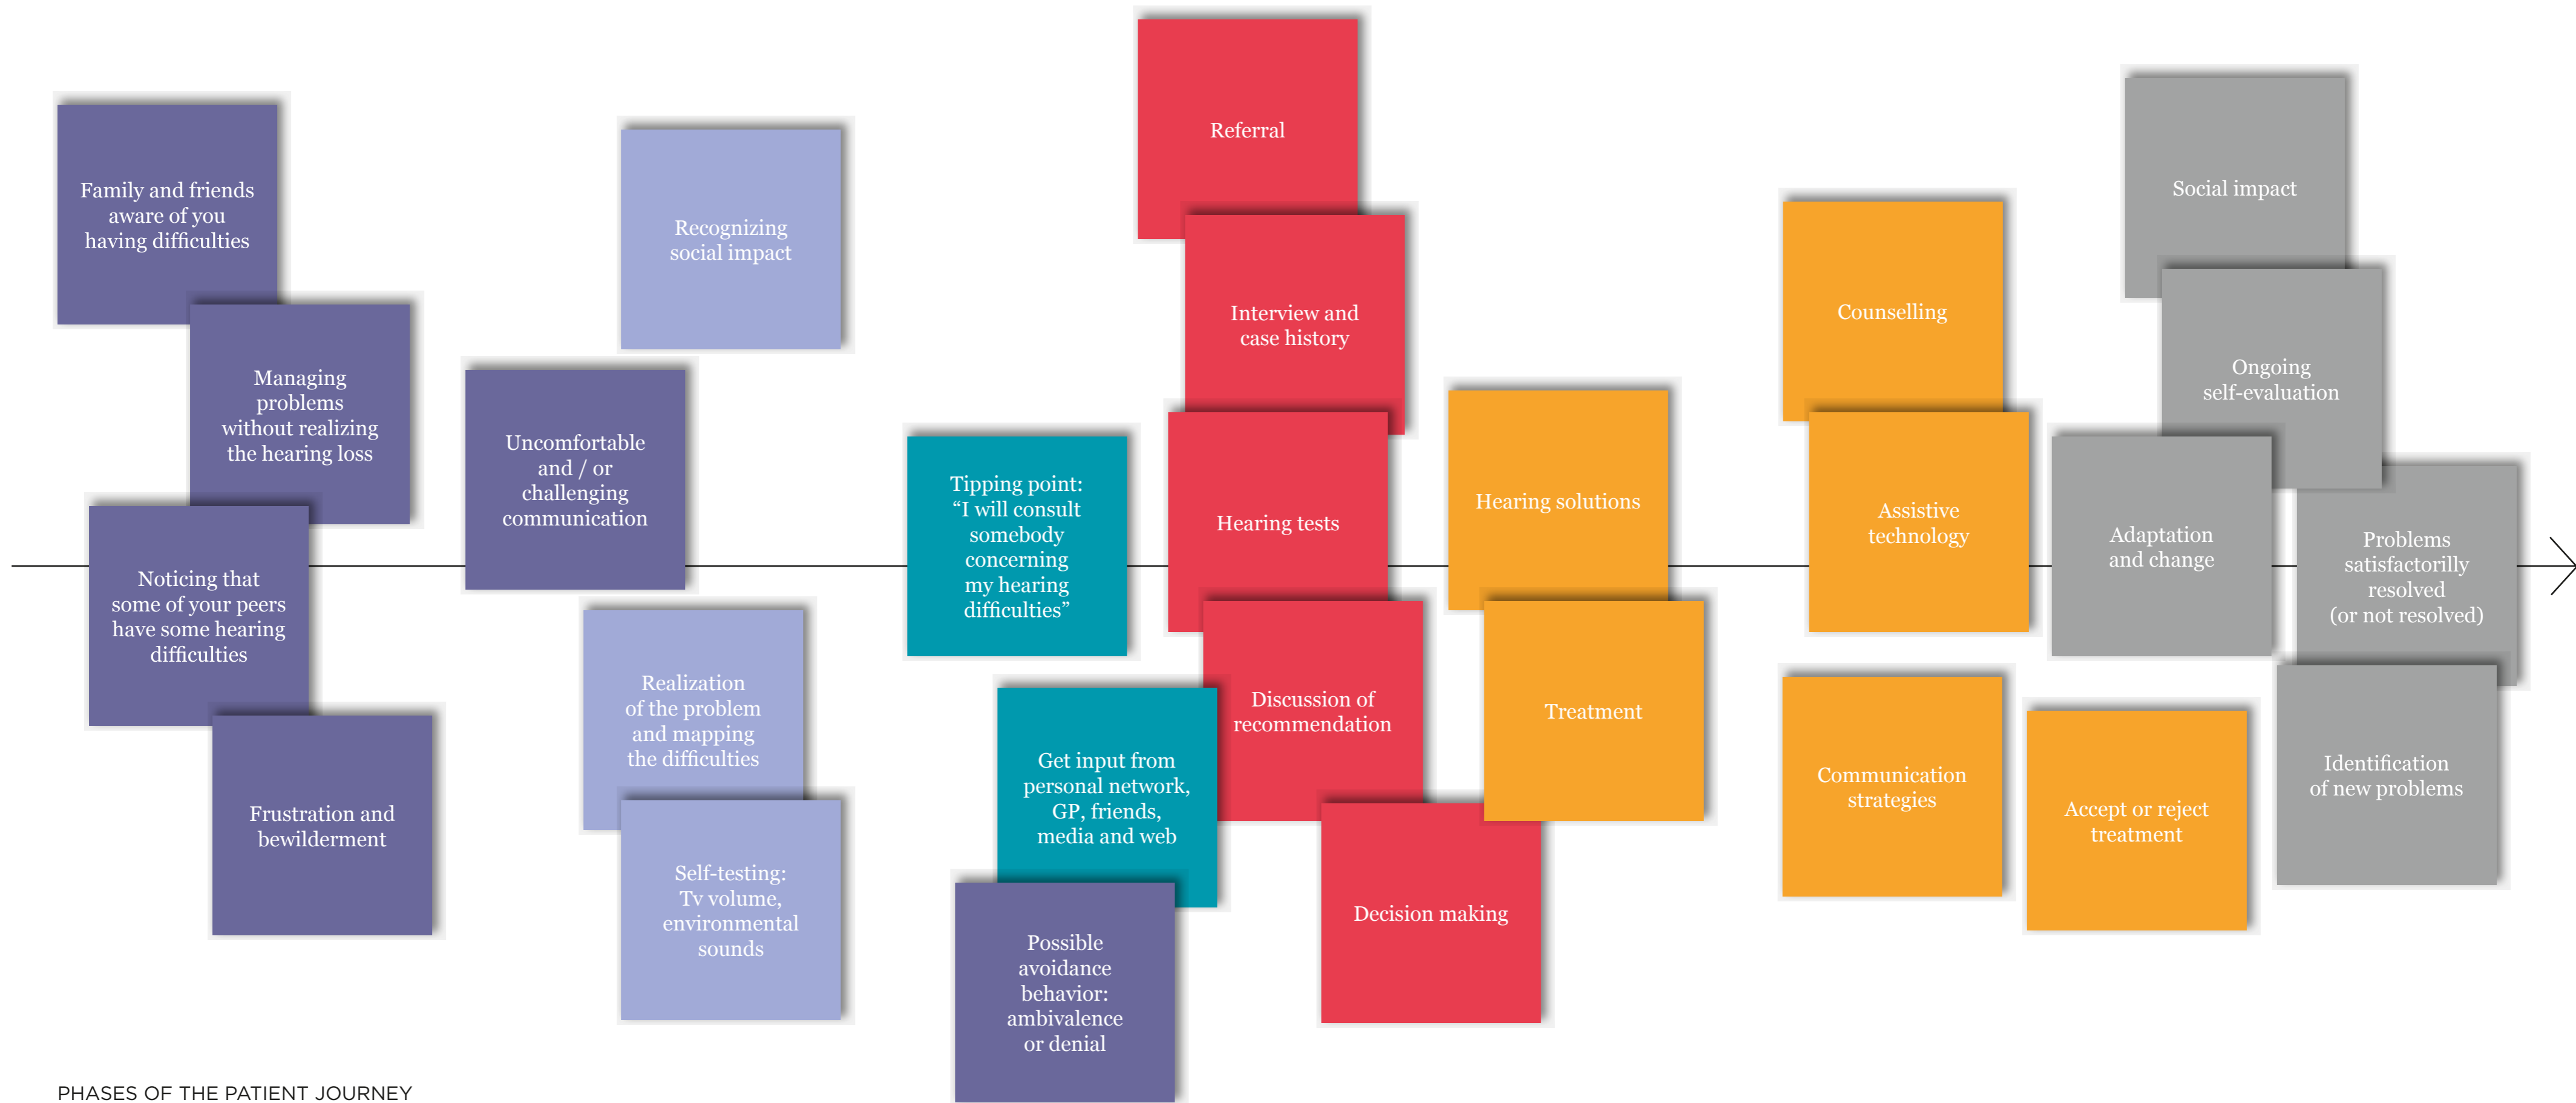 Family and friends
aware of you
having difficulties
Managing
problems
without realizing
the hearing loss
Noticing that
some of your peers
have some hearing
difficulties
Frustration and
bewilderment
Uncomfortable
and / or
challenging
communication
Recognizing
social impact
Realization
of the problem
and mapping
the difficulties
Self-testing:
Tv volume,
environmental
sounds
Tipping point:
“I will consult
somebody
concerning
my hearing
difficulties”
Get input from
personal network,
GP, friends,
media and web
Possible
avoidance
behavior:
ambivalence
or denial
Referral
Interview and
case history
Hearing tests
Discussion of
recommendation
Decision making
Hearing solutions
Treatment
Counselling
Assistive
technology
Communication
strategies
Accept or reject
treatment
Social impact
Ongoing
self-evaluation
Adaptation
and change
Problems
satisfactorilly
resolved
(or not resolved)
Identification
of new problems
PHASES OF THE PATIENT JOURNEY